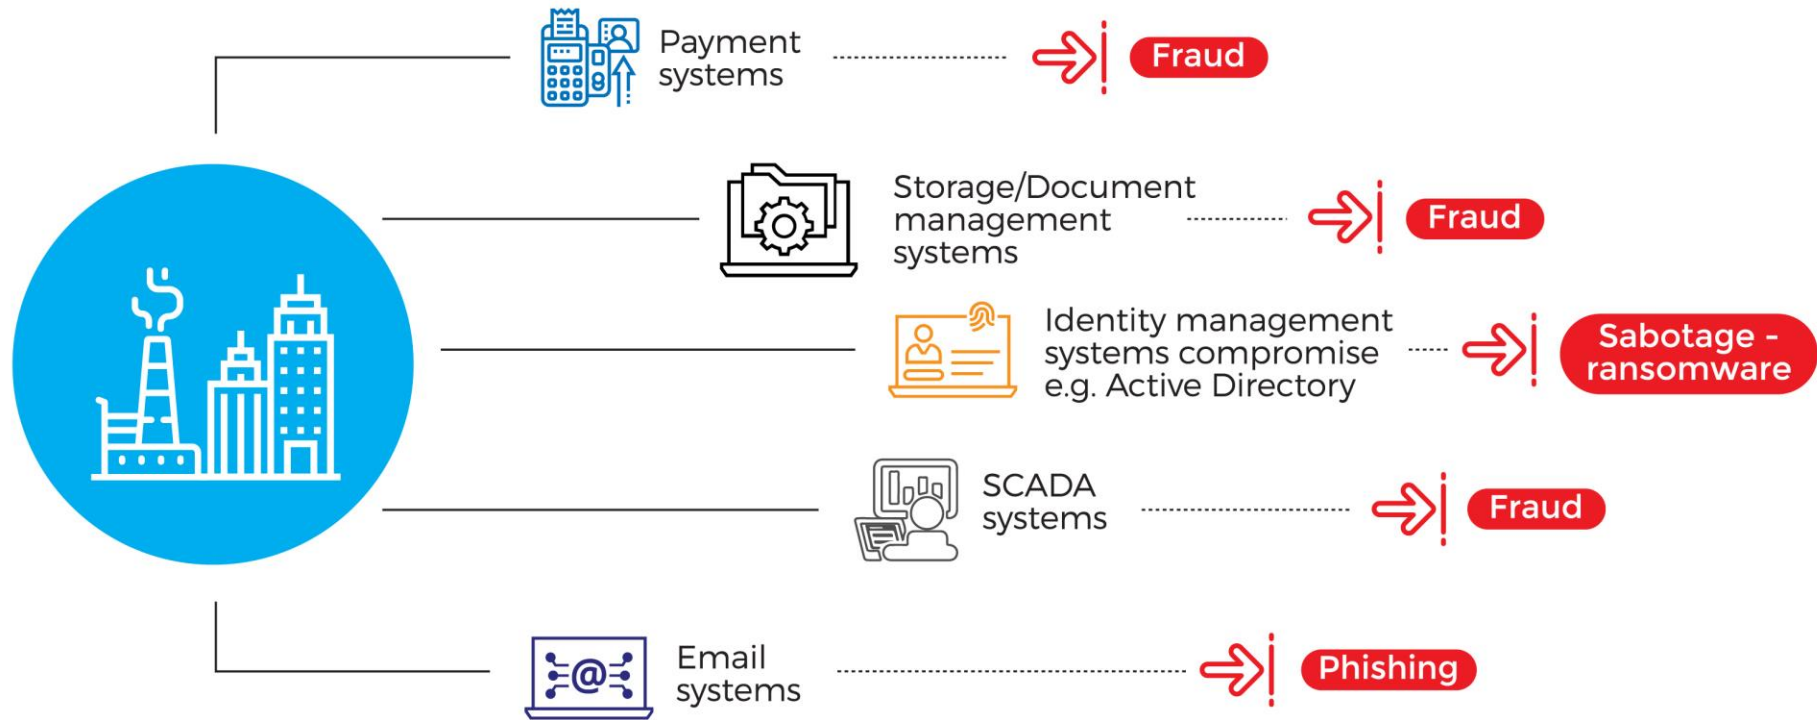 Payment
systems
Fraud
Storage/Document
management
systems
Fraud
Identity management
systems compromise
e.g. Active Directory
Sabotage -
ransomware
SCADA
systems
Fraud
@
Email
systems
Phishing